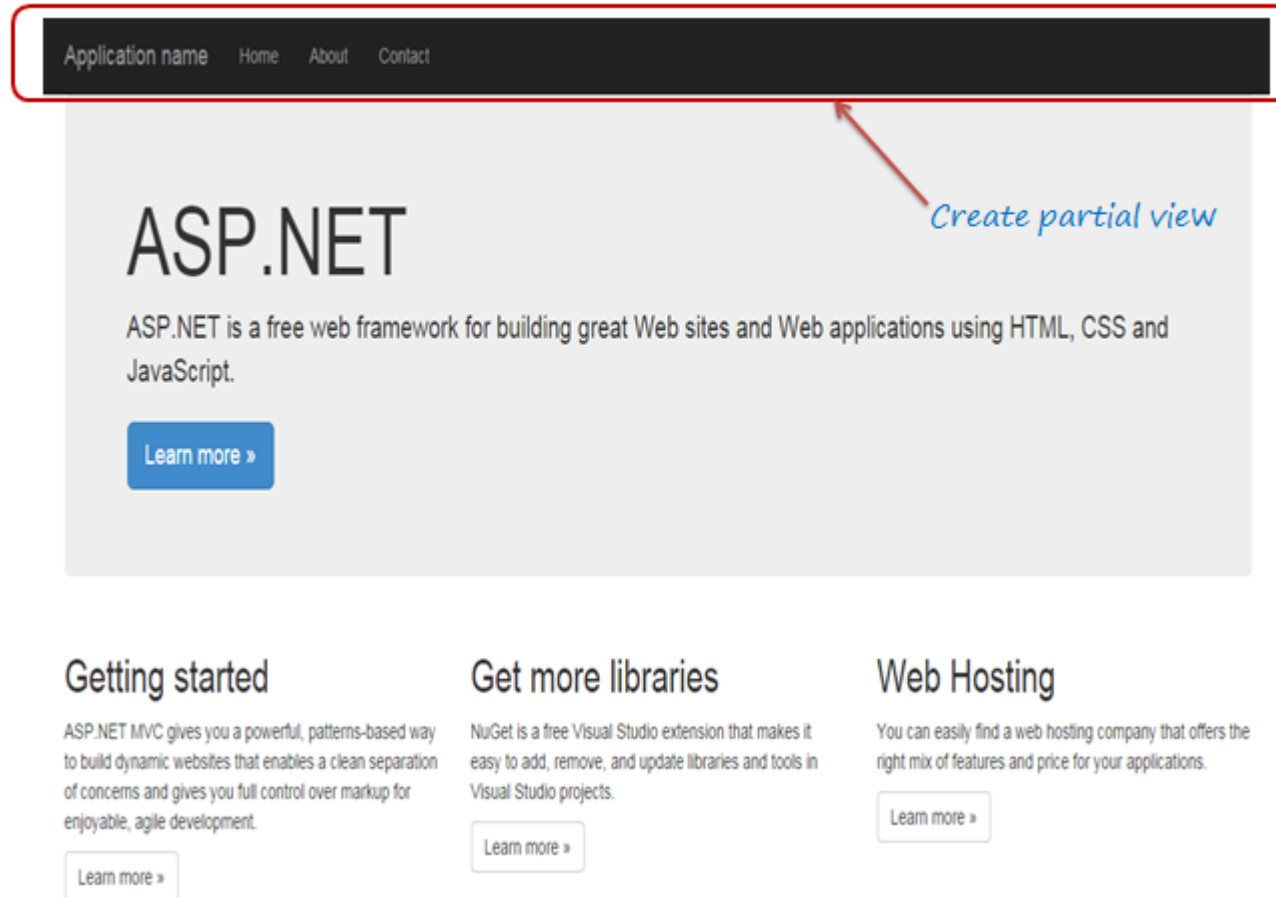 Application name Home About Contact
Create partial view
ASP.NET
ASP.NET is a free web framework for building great Web sites and Web applications using HTML, CSS and
JavaScript.
Learn more »
Getting started
ASP.NET MVC gives you a powerful, patterns-based way
to build dynamic websites that enables a clean separation
of concerns and gives you full control over markup for
enjoyable, agile development.
Learn more »
Get more libraries
NuGet is a free Visual Studio extension that makes it
easy to add, remove, and update libraries and tools in
Visual Studio projects.
Learn more »
Web Hosting
You can easily find a web hosting company that offers the
right mix of features and price for your applications.
Learn more »